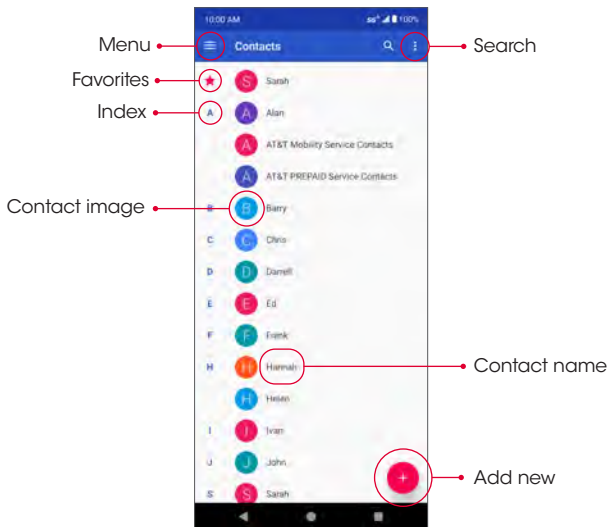 10:00 AM 100%
Menu
Contacts
Search
Favorites
Sarah
Index
A
A Alan
A AT&T Mobility Service Contacts
A AT&T PREPAID Service Contacts
Contact image
B
B Barry
C
C Chris
D
D Darrell
E
E Ed
F
F Frank
H
H Hannah
Contact name
H Helen
I
I Ivan
J
J John
Add new
S
S Sarah